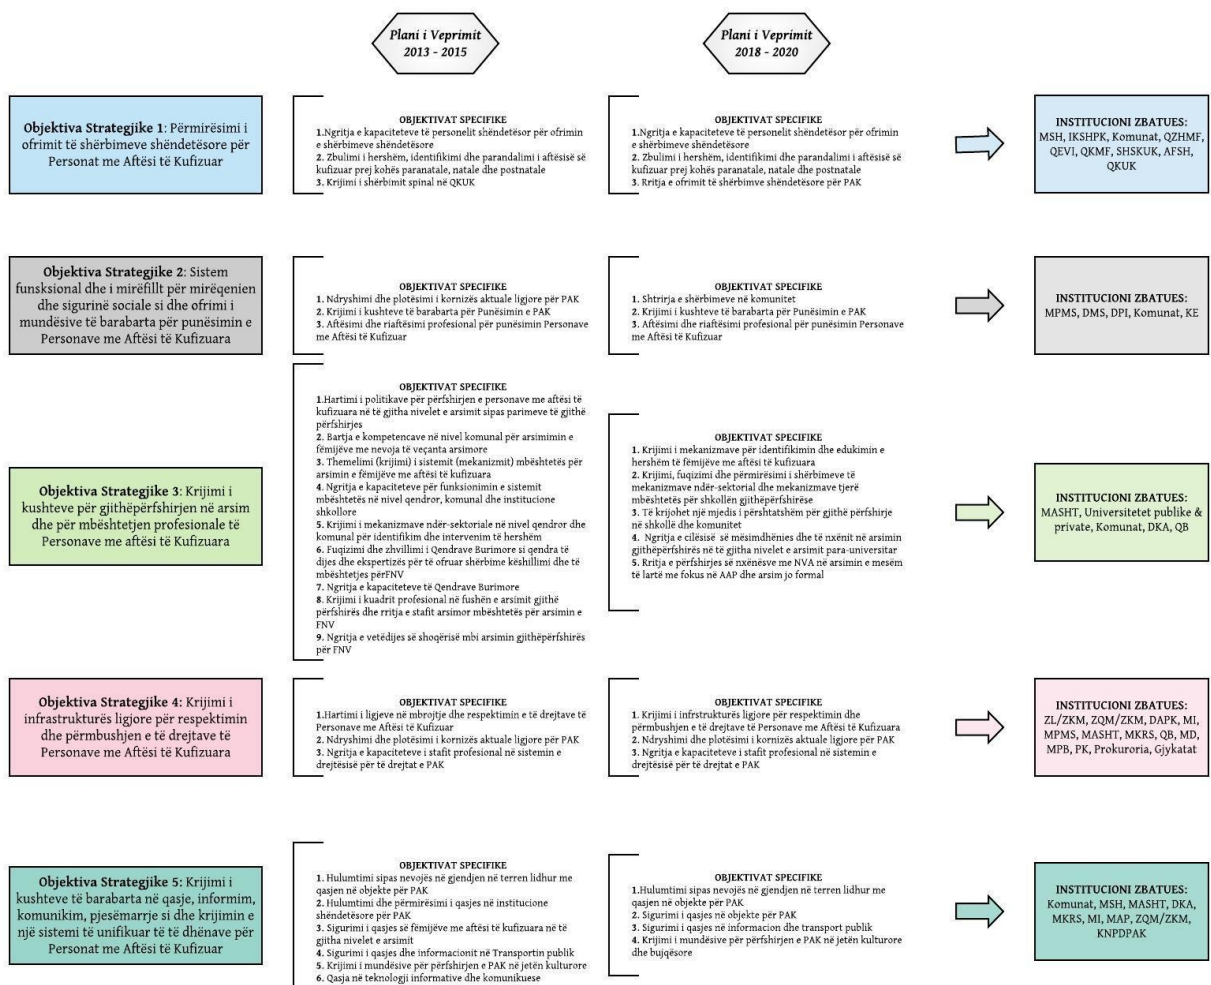 Plani i Veprimit
2013 - 2015
Plani i Veprimit
2018 - 2020
Objektiva Strategjike 1: Përmirësimi i
ofrimit të shërbimeve shëndetësore për
Personat me Aftësi të Kufizuar
OBJEKTIVAT SPECIFIKE
1.Ngritja e kapaciteteve të personelit shëndetësor për ofrimin
e shërbimeve shëndetësore
2. Zbulimi i hershëm, identifikimi dhe parandalimi i aftësisë së
kufizuar prej kohës paranatale, natale dhe postnatale
3. Krijimi i shërbimit spinal në QKUK
OBJEKTIVAT SPECIFIKE
1.Ngritja e kapaciteteve të personelit shëndetësor për ofrimin
e shërbimeve shëndetësore
2. Zbulimi i hershëm, identifikimi dhe parandalimi i aftësisë së
kufizuar prej kohës paranatale, natale dhe postnatale
3. Rritja e ofrimit të shërbimve shëndetësore për PAK
INSTITUCIONI ZBATUES:
MSH, IKSHPK, Komunat, QZHMF,
QEVI, QKMF, SHSKUK, AFSH,
QKUK
Objektiva Strategjike 2: Sistem
funsksional dhe i mirëfillt për mirëqenien
dhe sigurinë sociale si dhe ofrimi i
mundësive të barabarta për punësimin e
Personave me Aftësi të Kufizuara
OBJEKTIVAT SPECIFIKE
1. Ndryshimi dhe plotësimi i kornizës aktuale ligjore për PAK
2. Krijimi i kushteve të barabarta për Punësimin e PAK
3. Aftësimi dhe riaftësimi profesional për punësimin Personave
me Aftësi të Kufizuar
OBJEKTIVAT SPECIFIKE
1. Shtrirja e shërbimeve në komunitet
2. Krijimi i kushteve të barabarta për Punësimin e PAK
3. Aftësimi dhe riaftësimi profesional për punësimin Personave
me Aftësi të Kufizuar
INSTITUCIONI ZBATUES:
MPMS, DMS, DPI, Komunat, KE
Objektiva Strategjike 3: Krijimi i
kushteve për gjithëpërfshirjen në arsim
dhe për mbështetjen profesionale të
Personave me aftësi të Kufizuara
OBJEKTIVAT SPECIFIKE
1.Hartimi i politikave për përfshirjen e personave me aftësi të
kufizuara në të gjitha nivelet e arsimit sipas parimeve të gjithë
përfshirjes
2. Bartja e kompetencave në nivel komunal për arsimimin e
fëmijëve me nevoja të veçanta arsimore
3. Themelimi (krijimi) i sistemit (mekanizmit) mbështetës për
arsimin e fëmijëve me aftësi të kufizuara
4. Ngritja e kapaciteve për funksionimin e sistemit
mbështetës në nivel qendror, komunal dhe institucione
shkollore
5. Krijimi i mekanizmave ndër-sektoriale në nivel qendror dhe
komunal për identifikim dhe intervenim të hershëm
6. Fuqizimi dhe zhvillimi i Qendrave Burimore si qendra të
dijes dhe ekspertizës për të ofruar shërbime këshillimi dhe të
mbështetjes përFNV
7. Ngritja e kapaciteve të Qendrave Burimore
8. Krijimi i kuadrit profesional në fushën e arsimit gjithë
përfshirës dhe rritja e stafit arsimor mbështetës për arsimin e
FNV
9. Ngritja e vetëdijes së shoqërisë mbi arsimin gjithëpërfshirës
për FNV
OBJEKTIVAT SPECIFIKE
1. Krijimi i mekanizmave për identifikimin dhe edukimin e
hershëm të fëmijëve me aftësi të kufizuara
2. Krijimi, fuqizimi dhe përmirësimi i shërbimeve të
mekanizmave ndër-sektorial dhe mekanizmave tjerë
mbështetës për shkollën gjithëpërfshirëse
3. Të krijohet një mjedis i përshtatshëm për gjithë përfshirje
në shkollë dhe komunitet
4. Ngritja e cilësisë së mësimdhënies dhe të nxënit në arsimin
gjithëpërfshirës në të gjitha nivelet e arsimit para-universitar
5. Rritja e përfshirjes së nxënësve me NVA në arsimin e mesëm
të lartë me fokus në AAP dhe arsim jo formal
INSTITUCIONI ZBATUES:
MASHT, Universitetet publike &
private, Komunat, DKA, QB
Objektiva Strategjike 4: Krijimi i
infrastrukturës ligjore për respektimin
dhe përmbushjen e të drejtave të
Personave me Aftësi të Kufizuara
OBJEKTIVAT SPECIFIKE
1.Hartimi i ligjeve në mbrojtje dhe respektimin e të drejtave të
Personave me Aftësi të Kufizuar
2. Ndryshimi dhe plotësimi i kornizës aktuale ligjore për PAK
3. Ngritja e kapaciteteve i stafit profesional në sistemin e
drejtësisë për të drejtat e PAK
OBJEKTIVAT SPECIFIKE
1. Krijimi i infrstrukturës ligjore për respektimin dhe
përmbushjen e të drejtave të Personave me Aftësi të Kufizuara
2. Ndryshimi dhe plotësimi i kornizës aktuale ligjore për PAK
3. Ngritja e kapaciteteve i stafit profesional në sistemin e
drejtësisë për të drejtat e PAK
INSTITUCIONI ZBATUES:
ZL/ZKM, ZQM/ZKM, DAPK, MI,
MPMS, MASHT, MKRS, QB, MD,
MPB, PK, Prokuroria, Gjykatat
Objektiva Strategjike 5: Krijimi i
kushteve të barabarta në qasje, informim,
komunikim, pjesëmarrje si dhe krijimin e
një sistemi të unifikuar të të dhënave për
Personat me Aftësi të Kufizuar
OBJEKTIVAT SPECIFIKE
1. Hulumtimi sipas nevojës në gjendjen në terren lidhur me
qasjen në objekte për PAK
2. Hulumtimi dhe përmirësimi i qasjes në institucione
shëndetësore për PAK
3. Sigurimi i qasjes së fëmijëve me aftësi të kufizuara në të
gjitha nivelet e arsimit
4. Sigurimi i qasjes dhe informacionit në Transportin publik
5. Krijimi i mundësive për përfshirjen e PAK në jetën kulturore
6. Qasja në teknologji informative dhe komunikuese
OBJEKTIVAT SPECIFIKE
1.Hulumtimi sipas nevojës në gjendjen në terren lidhur me
qasjen në objekte për PAK
2. Sigurimi i qasjes në objekte për PAK
3. Sigurimi i qasjes në informacion dhe transport publik
4. Krijimi i mundësive për përfshirjen e PAK në jetën kulturore
dhe bujqësore
INSTITUCIONI ZBATUES:
Komunat, MSH, MASHT, DKA,
MKRS, MI, MAP, ZQM/ZKM,
KNPDPAK